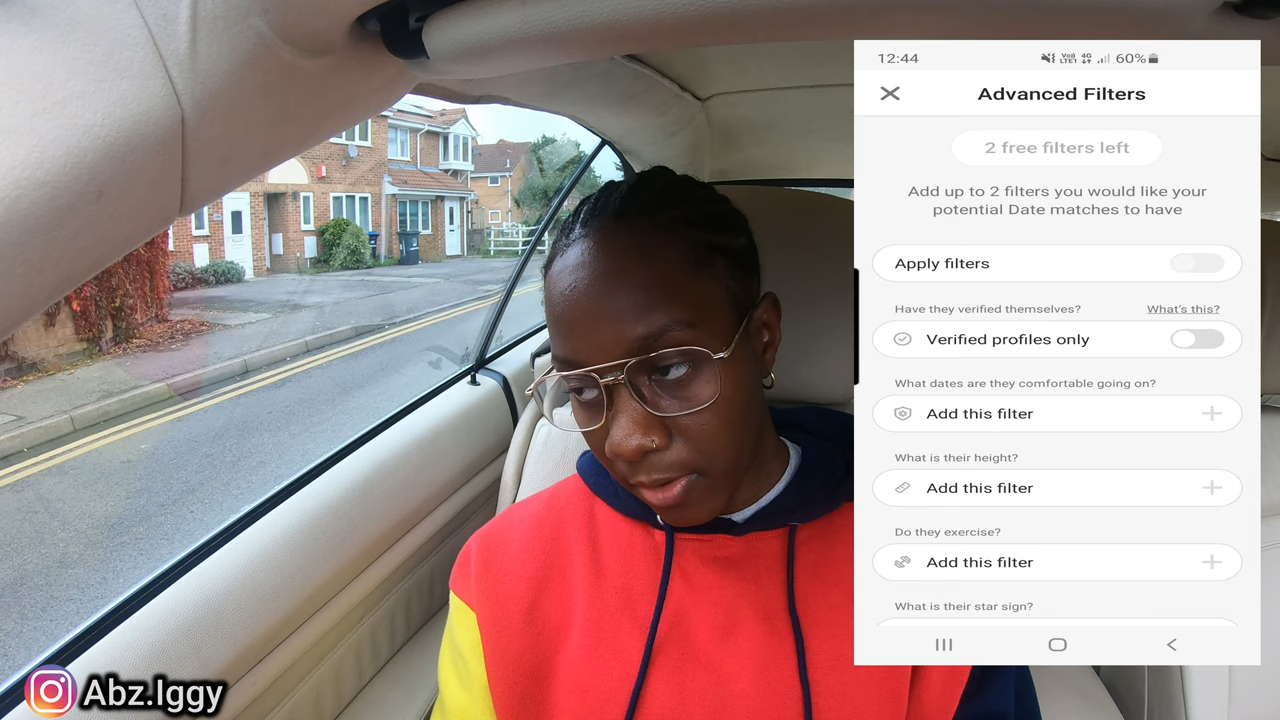 12:44
Vo)) 4G
LTE1
60%
Advanced Filters
2 free filters left
Add up to 2 filters you would like your
potential Date matches to have
Apply filters
Have they verified themselves?
What's this?
Verified profiles only
What dates are they comfortable going on?
Add this filter
What is their height?
Add this filter
Do they exercise?
Add this filter
What is their star sign?
Abz.Iggy